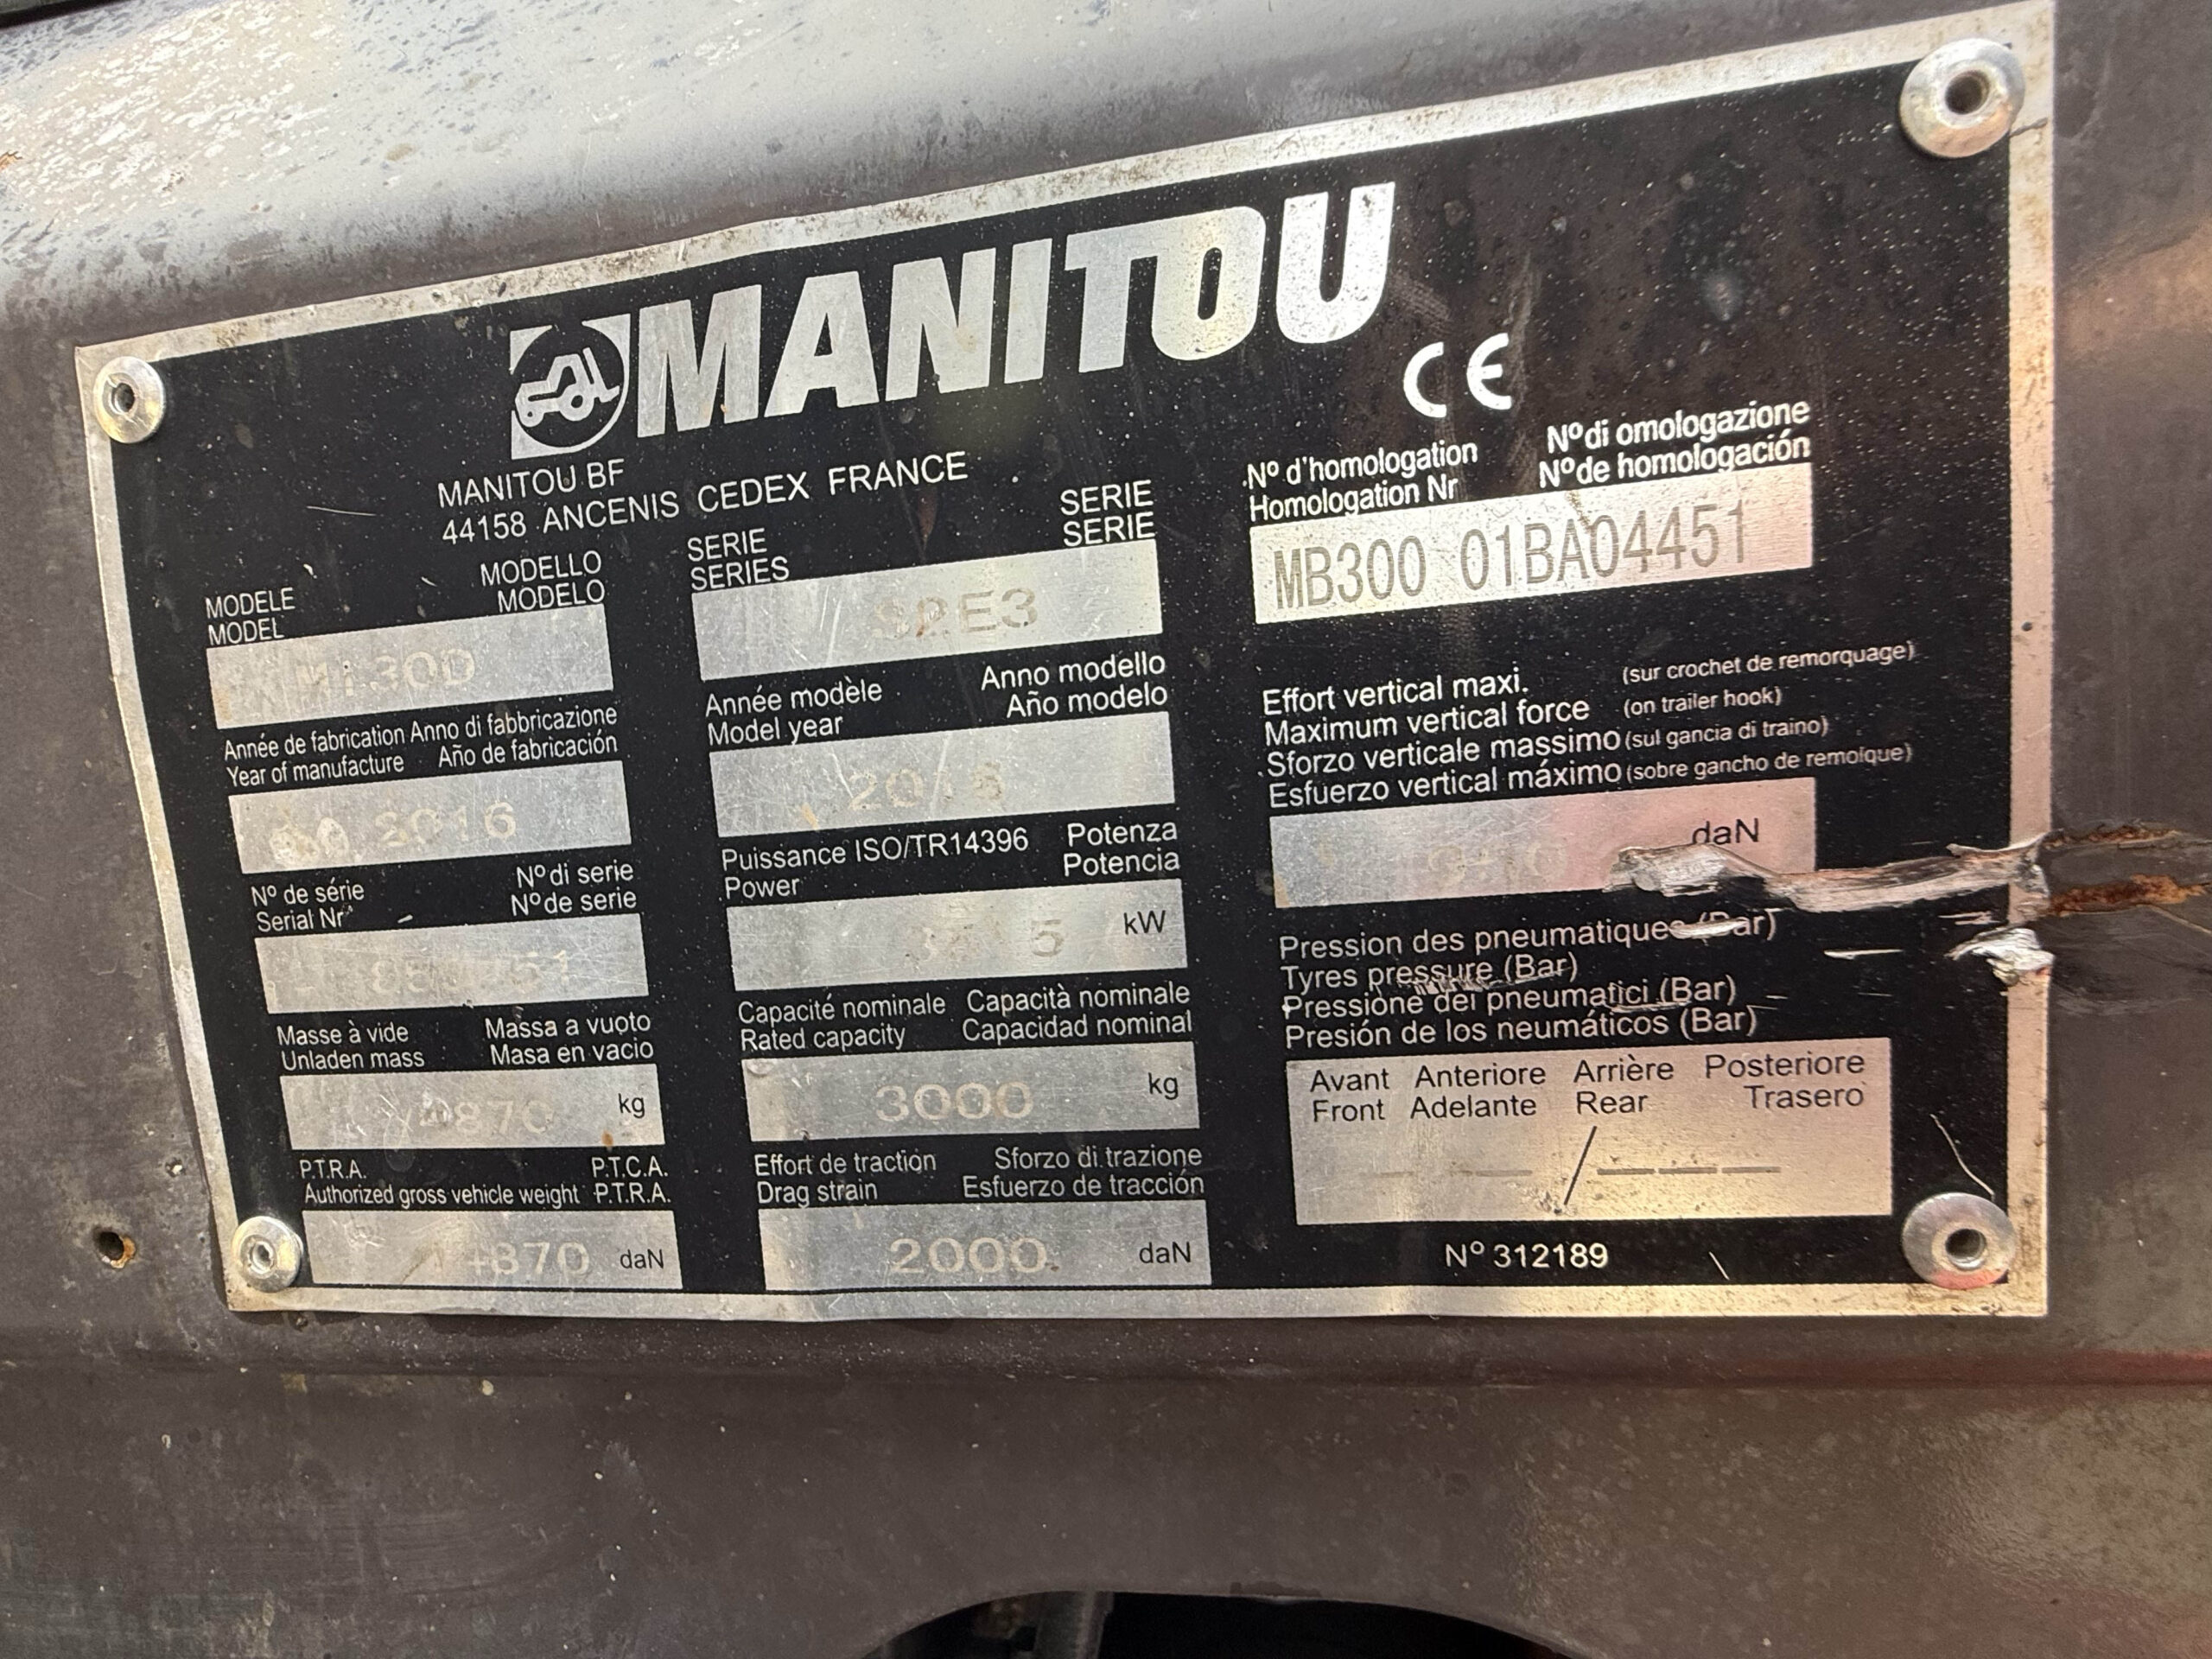 MANITOU
CE
MANITOU BF
44158 ANCENIS CEDEX FRANCE
MODELE MODELLO
MODEL MODELO
Année de fabrication Anno di fabbricazione
Year of manufacture Año de fabricación
2016
Nº de série Nº di serie
Serial Nr Nº de serie
Masse à vide Massa a vuoto
Unladen mass Masa en vacio
4870 kg
P.T.R.A. P.T.C.A.
Authorized gross vehicle weight P.T.R.A.
daN
SERIE SERIE
SERIES SERIE
S2E3
Année modèle Anno modello
Model year Año modelo
Puissance ISO/TR14396 Potenza
Power Potencia
kW
Capacité nominale Capacità nominale
Rated capacity Capacidad nominal
3000 kg
Effort de traction Sforzo di trazione
Drag strain Esfuerzo de tracción
2000 daN
Nº d'homologation Nº di omologazione
Homologation Nr Nº de homologación
MB300 01BA04451
Effort vertical maxi. (sur crochet de remorquage)
Maximum vertical force (on trailer hook)
Sforzo verticale massimo (sul gancia di traino)
Esfuerzo vertical máximo (sobre gancho de remolque)
daN
Pression des pneumatiques (Bar)
Tyres pressure (Bar)
Pressione dei pneumatici (Bar)
Presión de los neumáticos (Bar)
Avant Anteriore Arrière Posteriore
Front Adelante Rear Trasero
--- / ----
Nº 312189